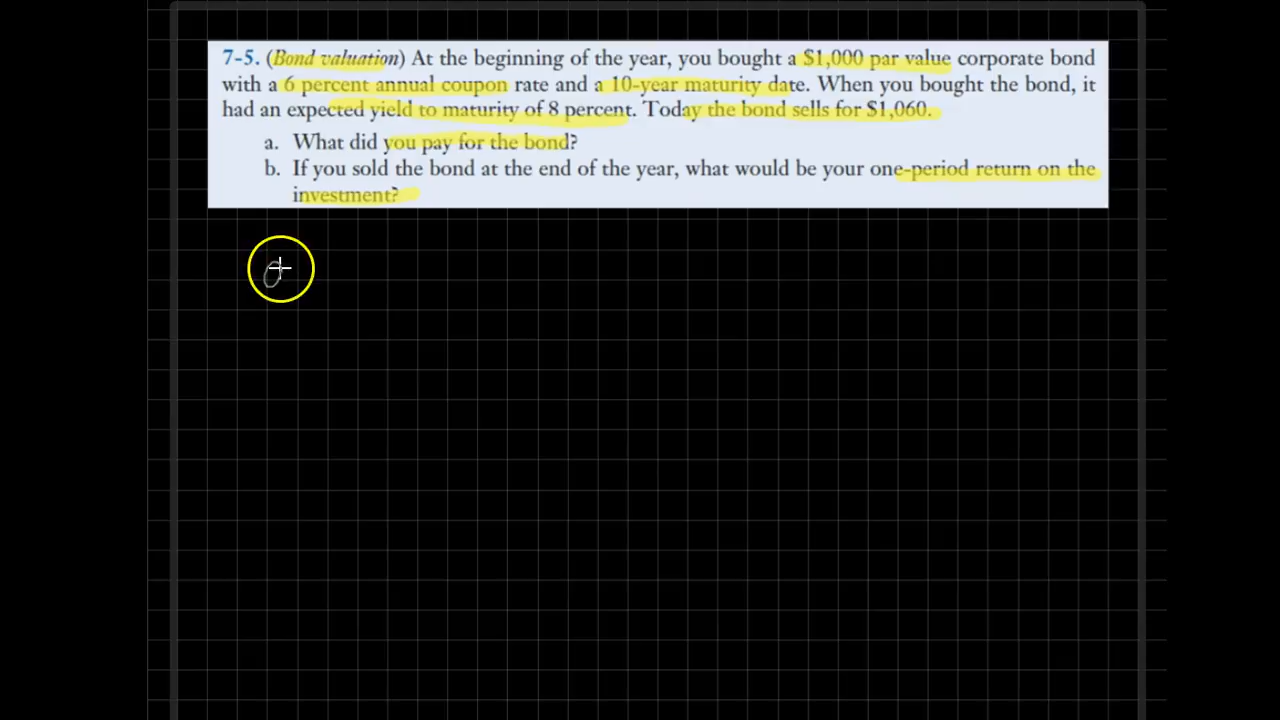 7-5. (Bond valuation) At the beginning of the year, you bought a $1,000 par value corporate bond
with a 6 percent annual coupon rate and a 10-year maturity date. When you bought the bond, it
had an expected yield to maturity of 8 percent. Today the bond sells for $1,060.
a. What did you pay for the bond?
b. If you sold the bond at the end of the year, what would be your one-period return on the
investment?